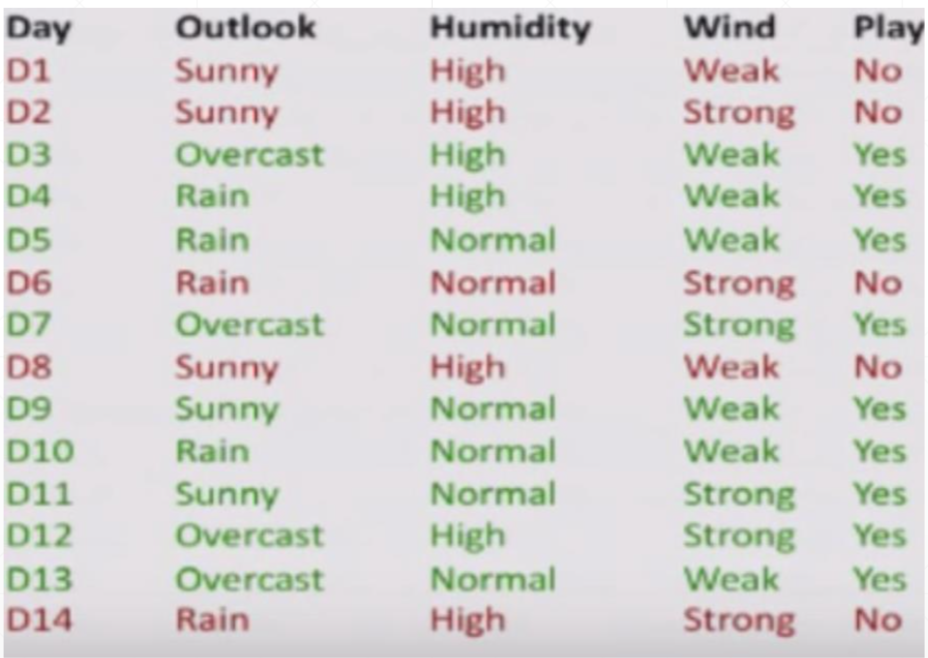 Day Outlook Humidity Wind Play
D1 Sunny High Weak No
D2 Sunny High Strong No
D3 Overcast High Weak Yes
D4 Rain High Weak Yes
D5 Rain Normal Weak Yes
D6 Rain Normal Strong No
D7 Overcast Normal Strong Yes
D8 Sunny High Weak No
D9 Sunny Normal Weak Yes
D10 Rain Normal Weak Yes
D11 Sunny Normal Strong Yes
D12 Overcast High Strong Yes
D13 Overcast Normal Weak Yes
D14 Rain High Strong No